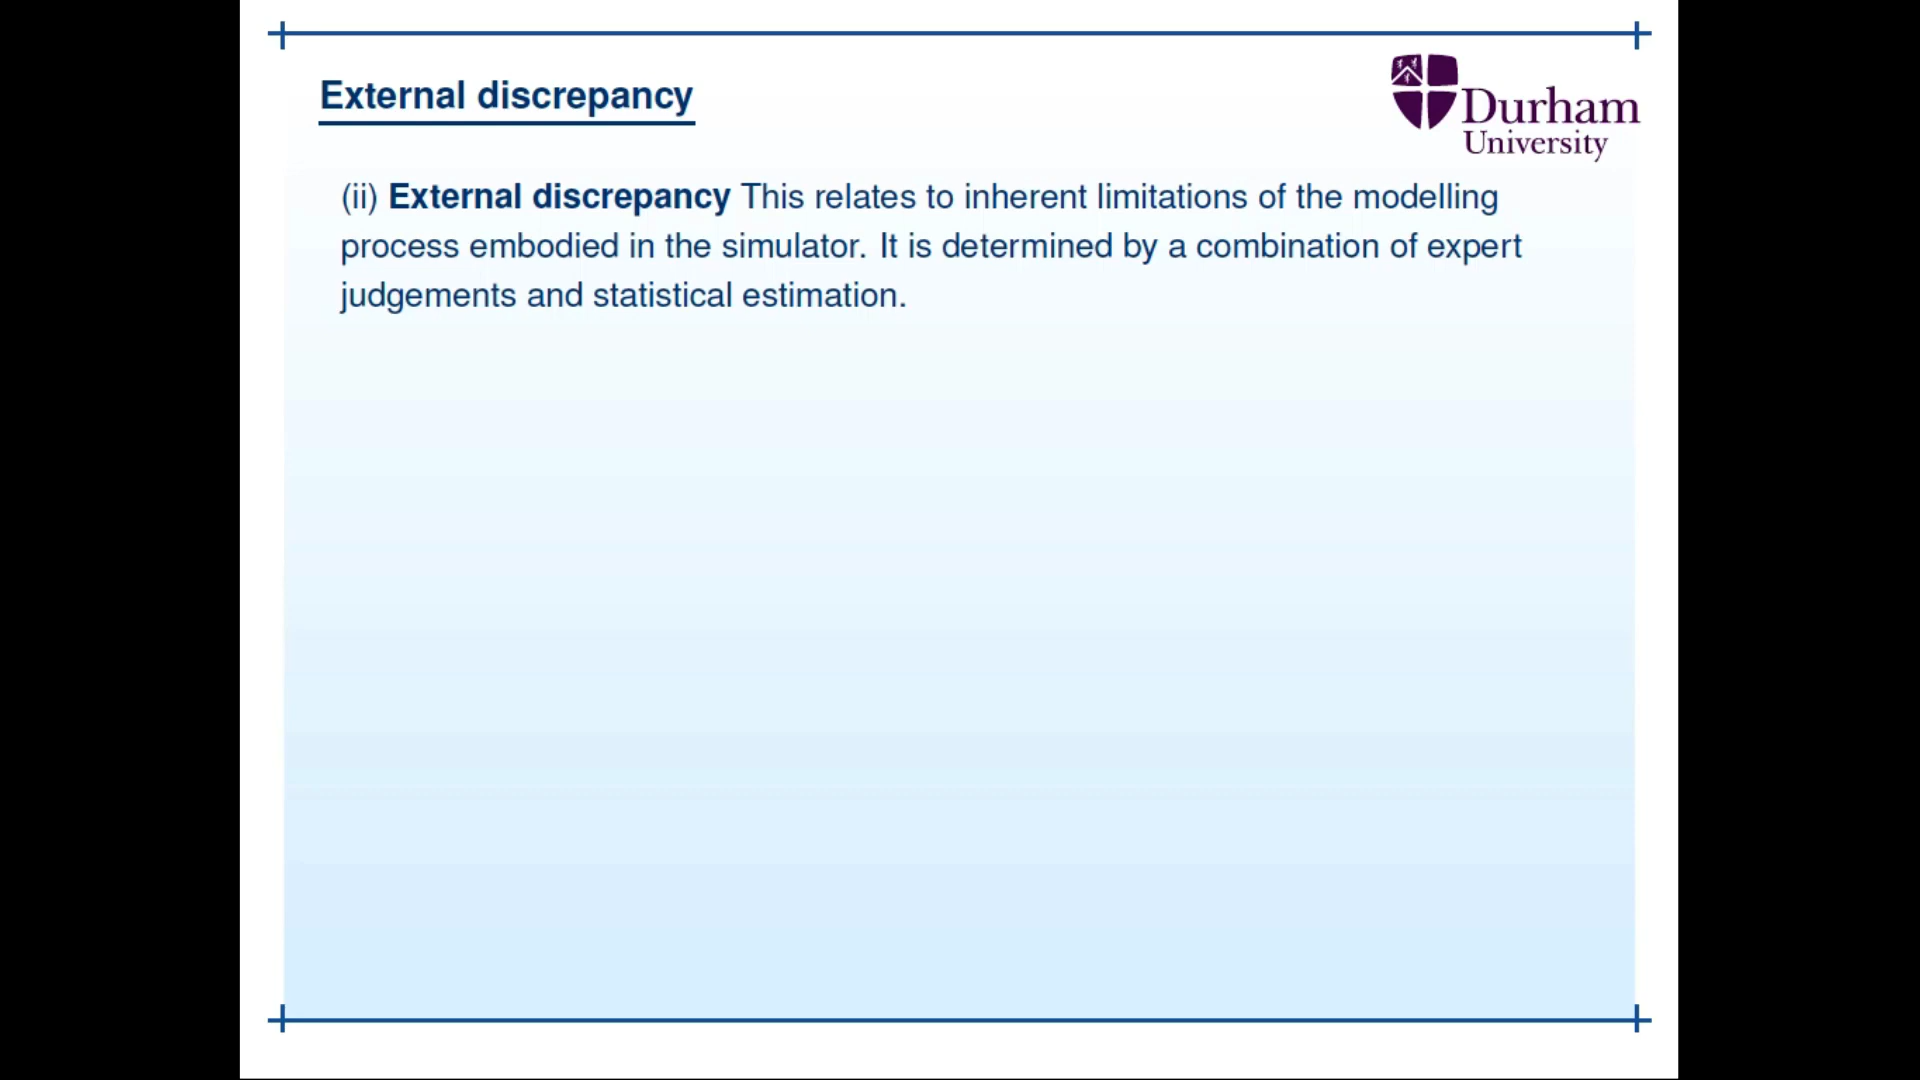 External discrepancy
Durham
University
(ii) External discrepancy This relates to inherent limitations of the modelling
process embodied in the simulator. It is determined by a combination of expert
judgements and statistical estimation.